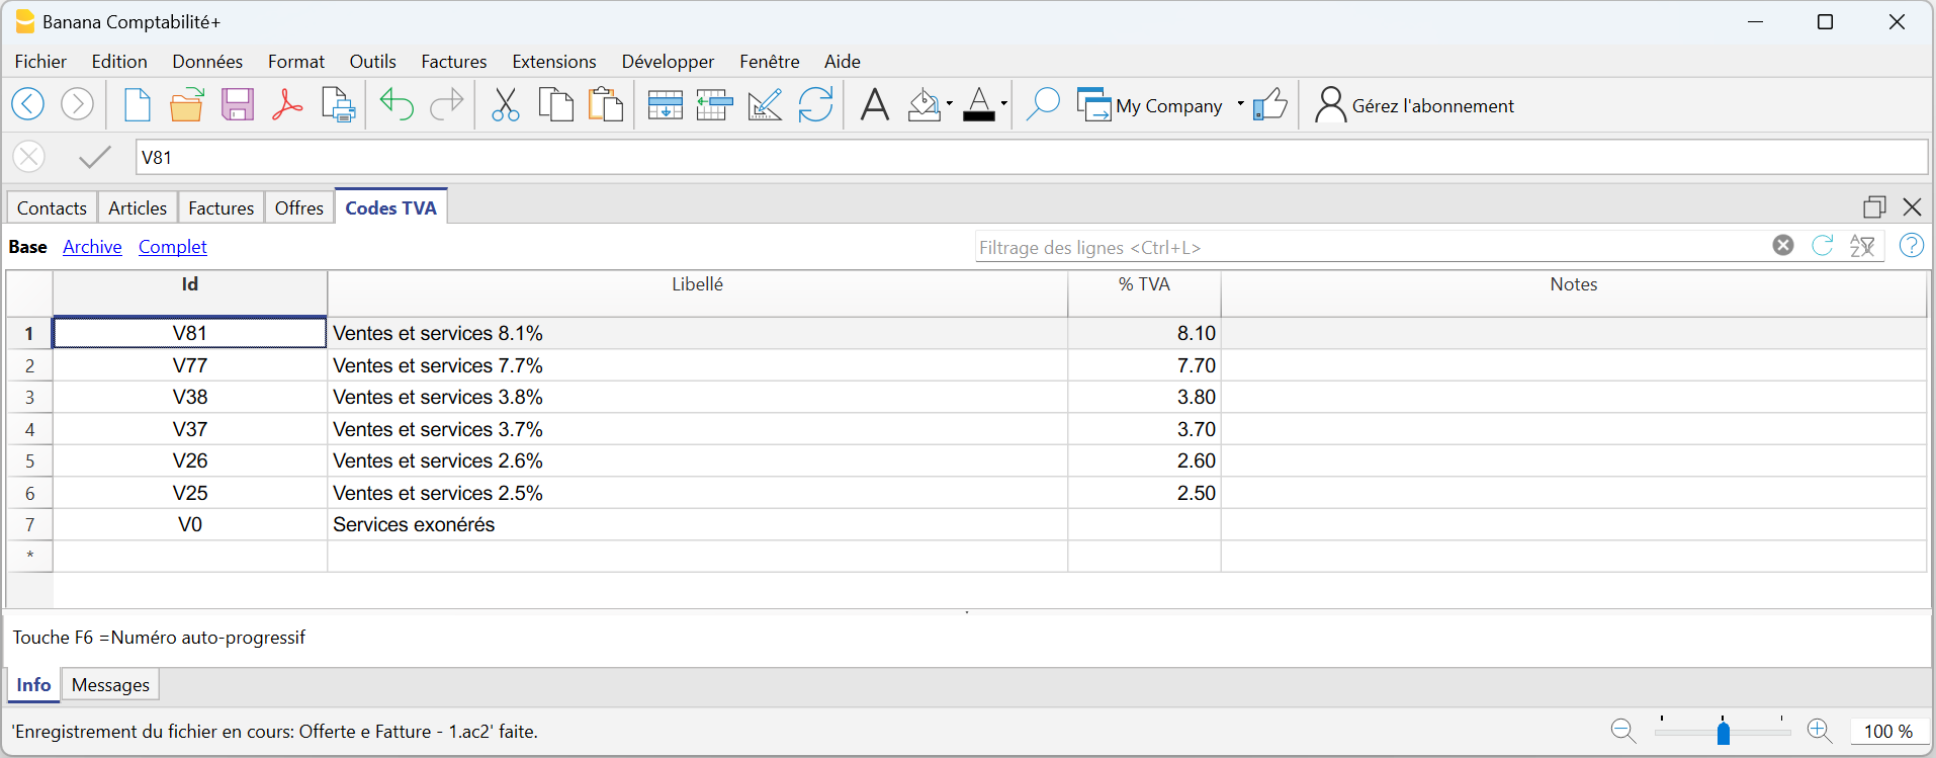 Banana Comptabilité+
Fichier Edition Données Format Outils Factures Extensions Développer Fenêtre Aide
My Company Gérez l'abonnement
V81
Contacts Articles Factures Offres Codes TVA
Base Archive Complet Filtrage des lignes <Ctrl+L>
Id Libellé % TVA Notes
1 V81 Ventes et services 8.1% 8.10
2 V77 Ventes et services 7.7% 7.70
3 V38 Ventes et services 3.8% 3.80
4 V37 Ventes et services 3.7% 3.70
5 V26 Ventes et services 2.6% 2.60
6 V25 Ventes et services 2.5% 2.50
7 V0 Services exonérés
*
Touche F6 =Numéro auto-progressif
Info Messages
'Enregistrement du fichier en cours: Offerte e Fatture - 1.ac2' faite. 100 %